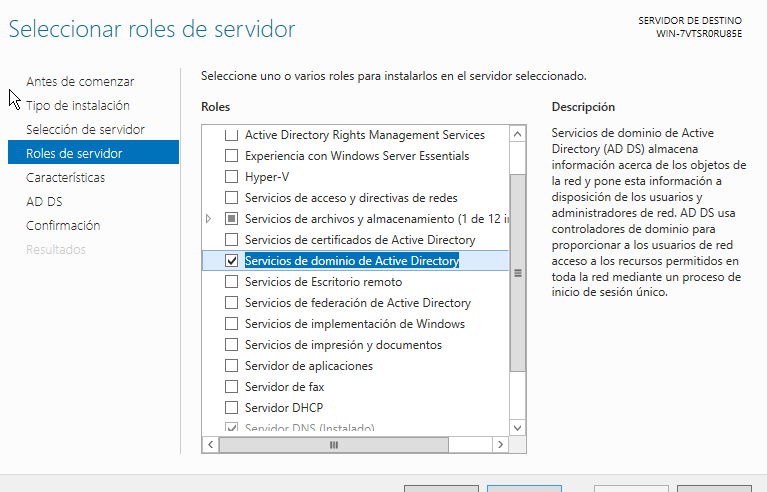 Seleccionar roles de servidor
SERVIDOR DE DESTINO
WIN-7VTSR0RU85E
Antes de comenzar
Tipo de instalación
Selección de servidor
Roles de servidor
Características
AD DS
Confirmación
Resultados
Seleccione uno o varios roles para instalarlos en el servidor seleccionado.
Roles
Active Directory Rights Management Services
Experiencia con Windows Server Essentials
Hyper-V
Servicios de acceso y directivas de redes
Servicios de archivos y almacenamiento (1 de 12 in
Servicios de certificados de Active Directory
Servicios de dominio de Active Directory
Servicios de Escritorio remoto
Servicios de federación de Active Directory
Servicios de implementación de Windows
Servicios de impresión y documentos
Servidor de aplicaciones
Servidor de fax
Servidor DHCP
Servidor DNS (Instalado)
Descripción
Servicios de dominio de Active
Directory (AD DS) almacena
información acerca de los objetos de
la red y pone esta información a
disposición de los usuarios y
administradores de red. AD DS usa
controladores de dominio para
proporcionar a los usuarios de red
acceso a los recursos permitidos en
toda la red mediante un proceso de
inicio de sesión único.